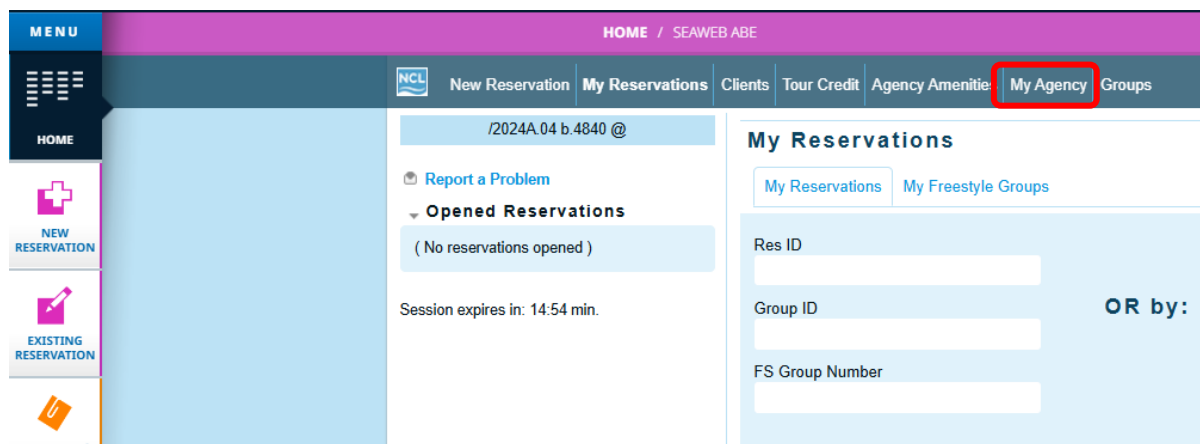 MENU
HOME / SEAWEB ABE
NCL
New Reservation My Reservations Clients Tour Credit Agency Amenities My Agency Groups
HOME
/2024A.04 b.4840 @
My Reservations
Report a Problem
My Reservations My Freestyle Groups
Opened Reservations
NEW
RESERVATION
( No reservations opened )
Res ID
Session expires in: 14:54 min.
Group ID
OR by:
EXISTING
RESERVATION
FS Group Number